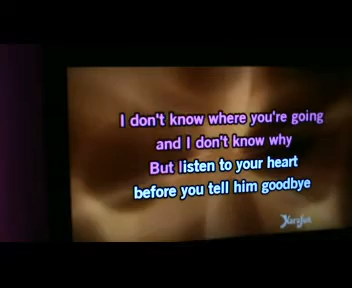 I don't know where you're going
and I don't know why
But listen to your heart
before you tell him goodbye